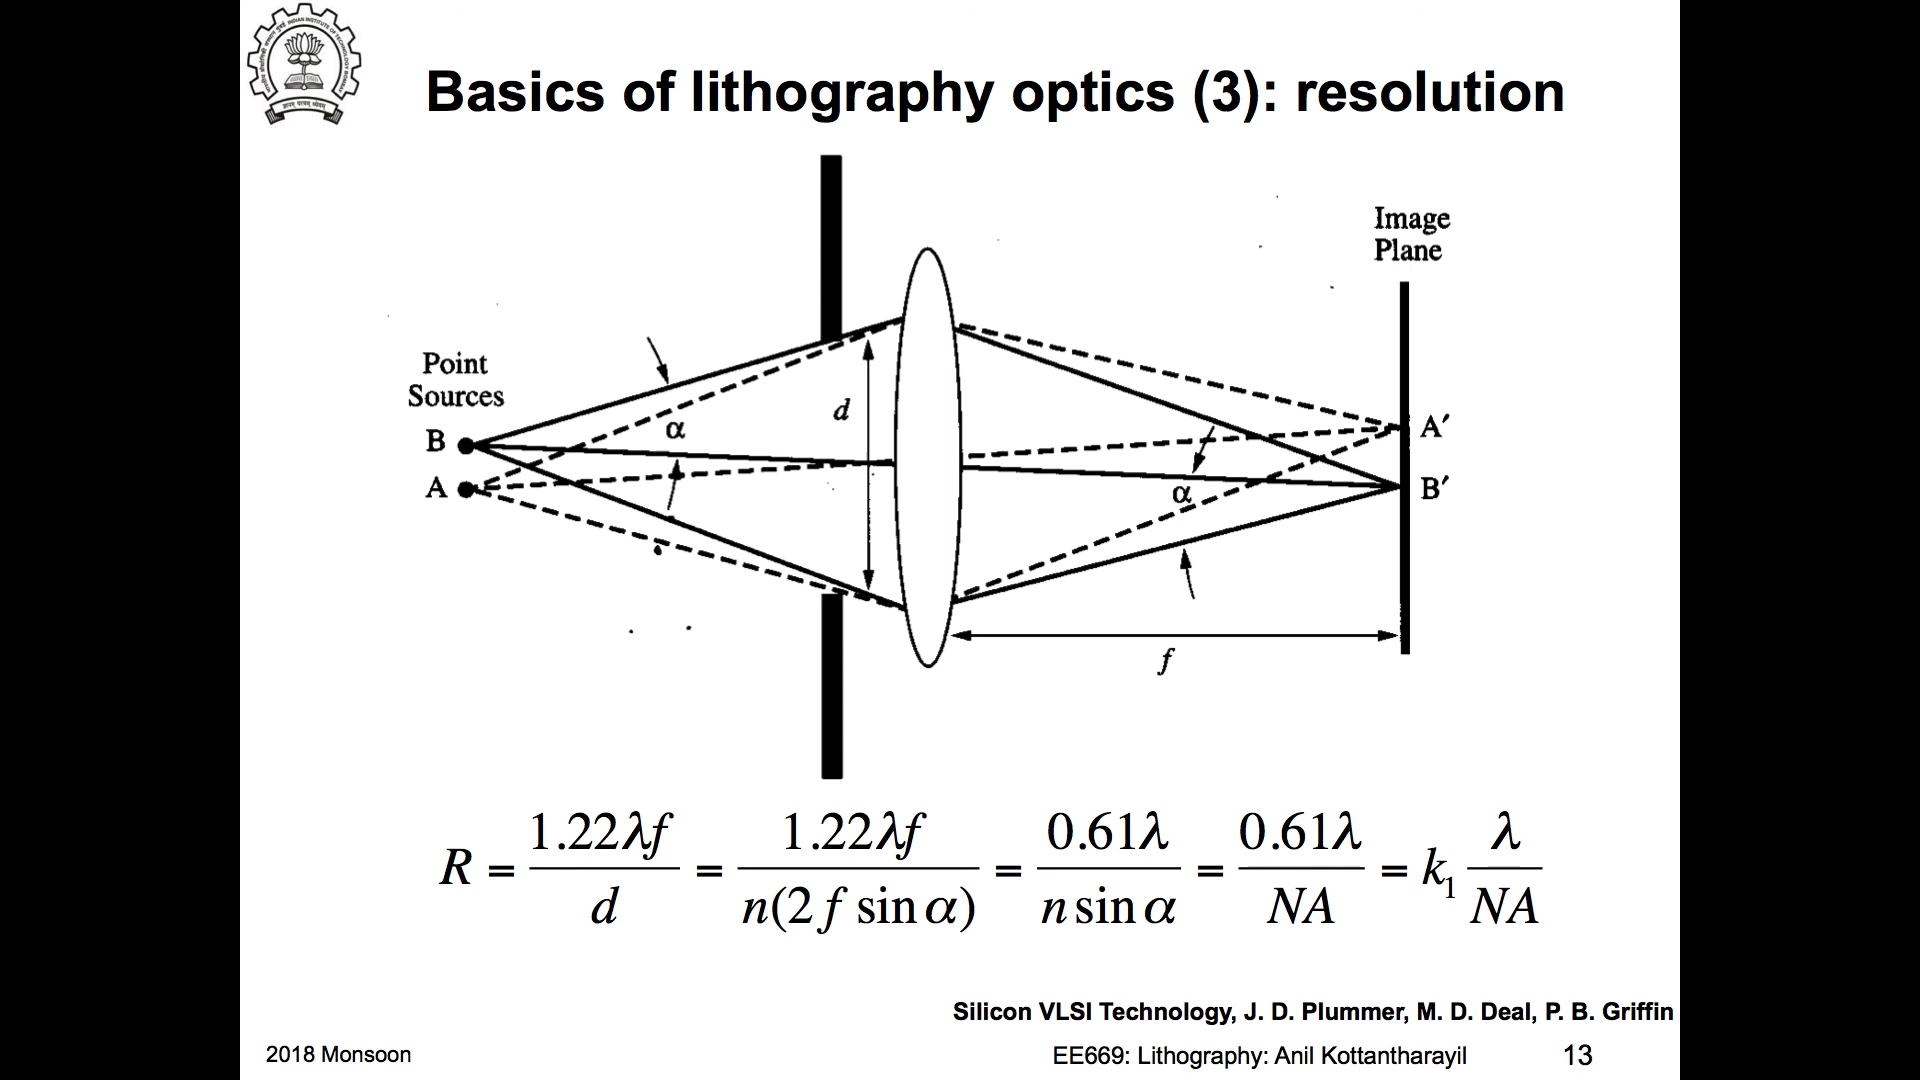 Basics of lithography optics (3): resolution
Image
Plane
Point
Sources
B
A
α
d
α
A′
B′
f
R = 1.22λf / d = 1.22λf / n(2f sin α) = 0.61λ / n sin α = 0.61λ / NA = k₁ λ / NA
Silicon VLSI Technology, J. D. Plummer, M. D. Deal, P. B. Griffin
2018 Monsoon
EE669: Lithography: Anil Kottantharayil
13